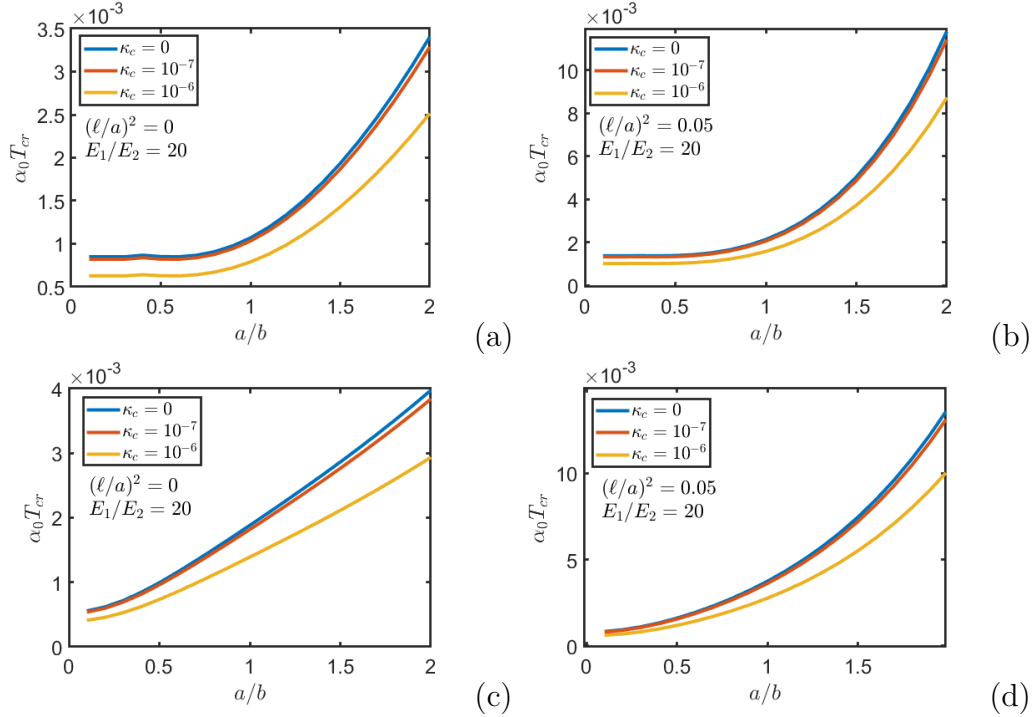 ×10⁻³
3.5
3
2.5
2
1.5
1
0.5
α₀T_cr
κ_c = 0
κ_c = 10⁻⁷
κ_c = 10⁻⁶
(ℓ/a)² = 0
E₁/E₂ = 20
0 0.5 1 1.5 2
a/b
(a)
×10⁻³
10
8
6
4
2
0
α₀T_cr
κ_c = 0
κ_c = 10⁻⁷
κ_c = 10⁻⁶
(ℓ/a)² = 0.05
E₁/E₂ = 20
0 0.5 1 1.5 2
a/b
(b)
×10⁻³
4
3
2
1
0
α₀T_cr
κ_c = 0
κ_c = 10⁻⁷
κ_c = 10⁻⁶
(ℓ/a)² = 0
E₁/E₂ = 20
0 0.5 1 1.5 2
a/b
(c)
×10⁻³
10
5
0
α₀T_cr
κ_c = 0
κ_c = 10⁻⁷
κ_c = 10⁻⁶
(ℓ/a)² = 0.05
E₁/E₂ = 20
0 0.5 1 1.5
a/b
(d)